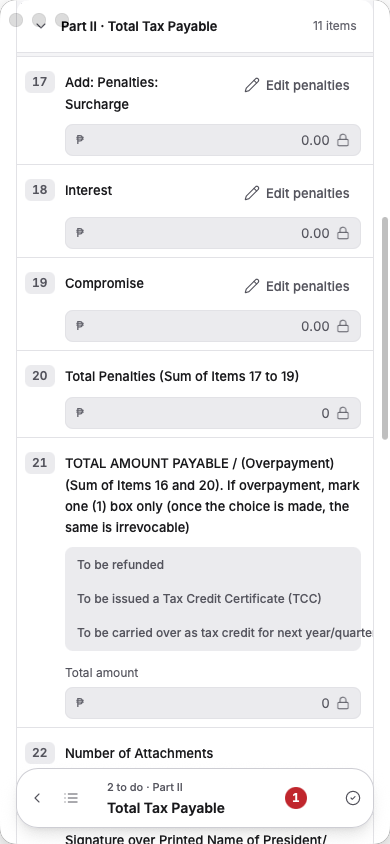 Part II · Total Tax Payable
11 items
17
Add: Penalties:
Surcharge
Edit penalties
₱
0.00
18
Interest
Edit penalties
₱
0.00
19
Compromise
Edit penalties
₱
0.00
20
Total Penalties (Sum of Items 17 to 19)
₱
0
21
TOTAL AMOUNT PAYABLE / (Overpayment)
(Sum of Items 16 and 20). If overpayment, mark
one (1) box only (once the choice is made, the
same is irrevocable)
To be refunded
To be issued a Tax Credit Certificate (TCC)
To be carried over as tax credit for next year/quarte
Total amount
₱
0
22
Number of Attachments
2 to do · Part II
Total Tax Payable
1
Signature over Printed Name of President/